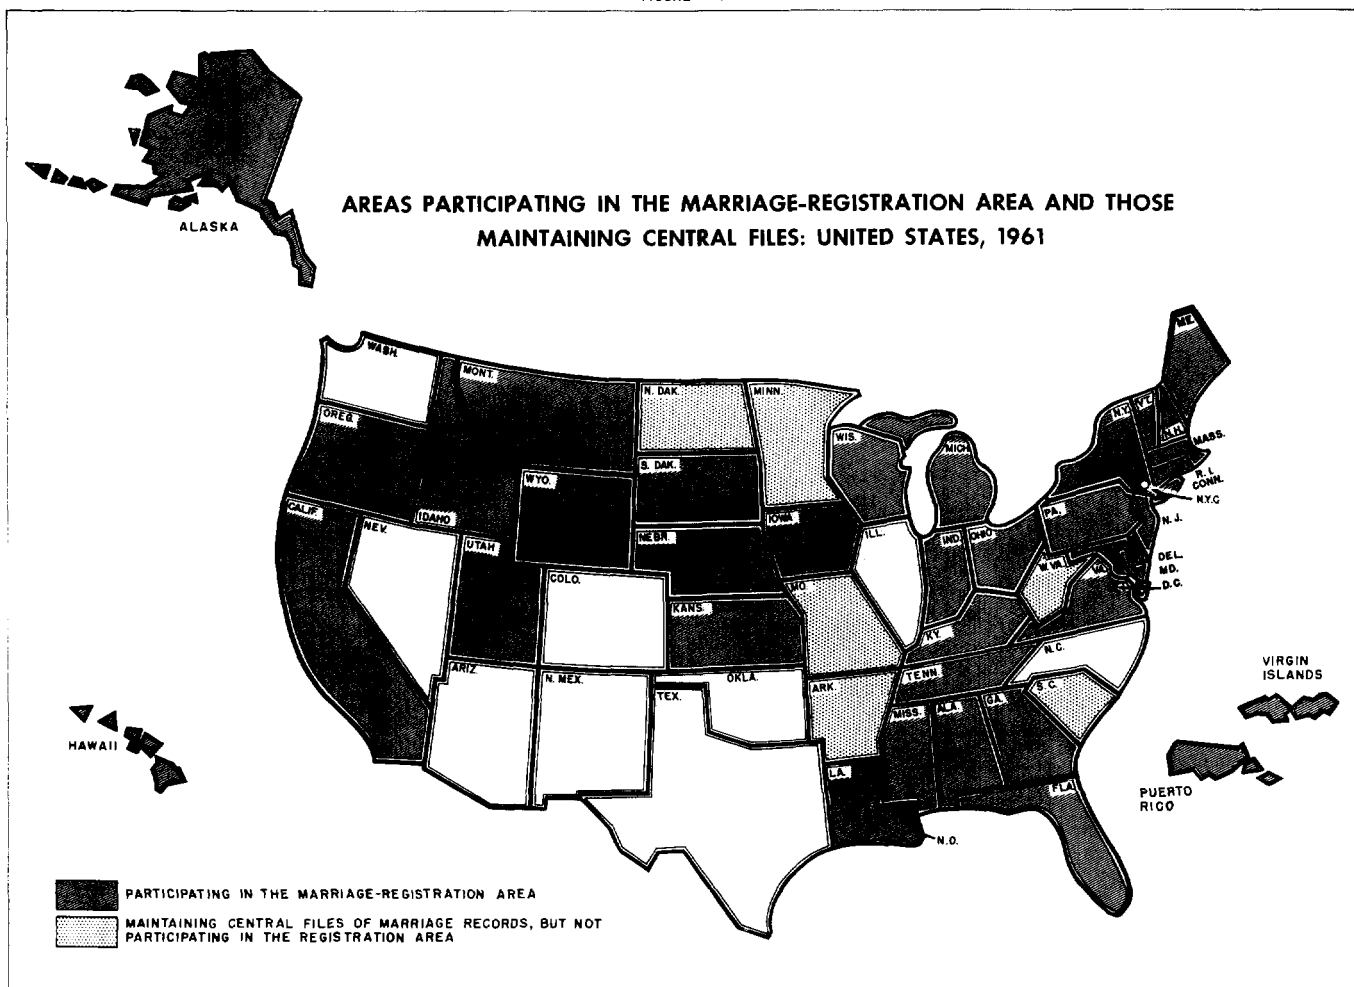 ALASKA
AREAS PARTICIPATING IN THE MARRIAGE-REGISTRATION AREA AND THOSE
MAINTAINING CENTRAL FILES: UNITED STATES, 1961
WASH.
MONT.
N. DAK.
MINN.
ME.
OREG.
WIS.
MICH.
N.Y.
VT.
N.H.
MASS.
S. DAK.
WYO.
R. I.
CONN.
N.Y.C
CALIF.
IDAHO
NEV.
IOWA
PA.
N. J.
UTAH
NEBR.
ILL.
IND.
OHIO
DEL.
MD.
D.C.
COLO.
MO.
W.VA.
VA.
KANS.
KY.
N.C.
ARIZ.
N. MEX.
OKLA.
TEX.
ARK.
TENN.
S.C.
MISS.
ALA.
GA.
VIRGIN
ISLANDS
HAWAII
LA.
FLA.
PUERTO
RICO
N.O.
PARTICIPATING IN THE MARRIAGE-REGISTRATION AREA
MAINTAINING CENTRAL FILES OF MARRIAGE RECORDS, BUT NOT
PARTICIPATING IN THE REGISTRATION AREA